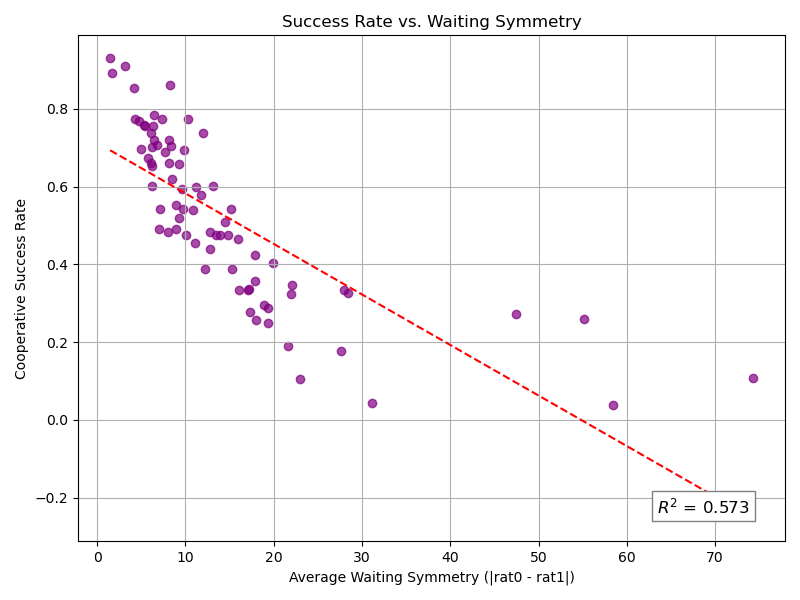 Success Rate vs. Waiting Symmetry
Cooperative Success Rate
0.8
0.6
0.4
0.2
0.0
−0.2
R² = 0.573
0 10 20 30 40 50 60 70
Average Waiting Symmetry (|rat0 - rat1|)